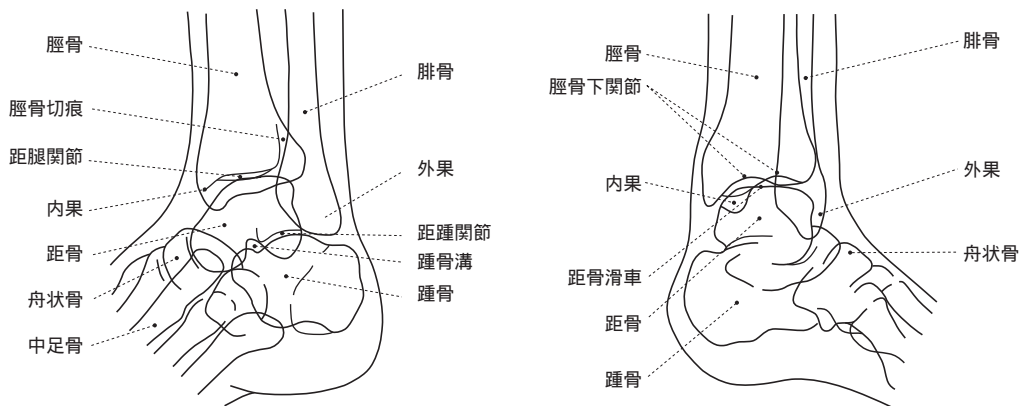 脛骨
脛骨切痕
距腿関節
内果
距骨
舟状骨
中足骨
腓骨
外果
距踵関節
踵骨溝
踵骨
脛骨
脛骨下関節
内果
距骨滑車
距骨
踵骨
腓骨
外果
舟状骨